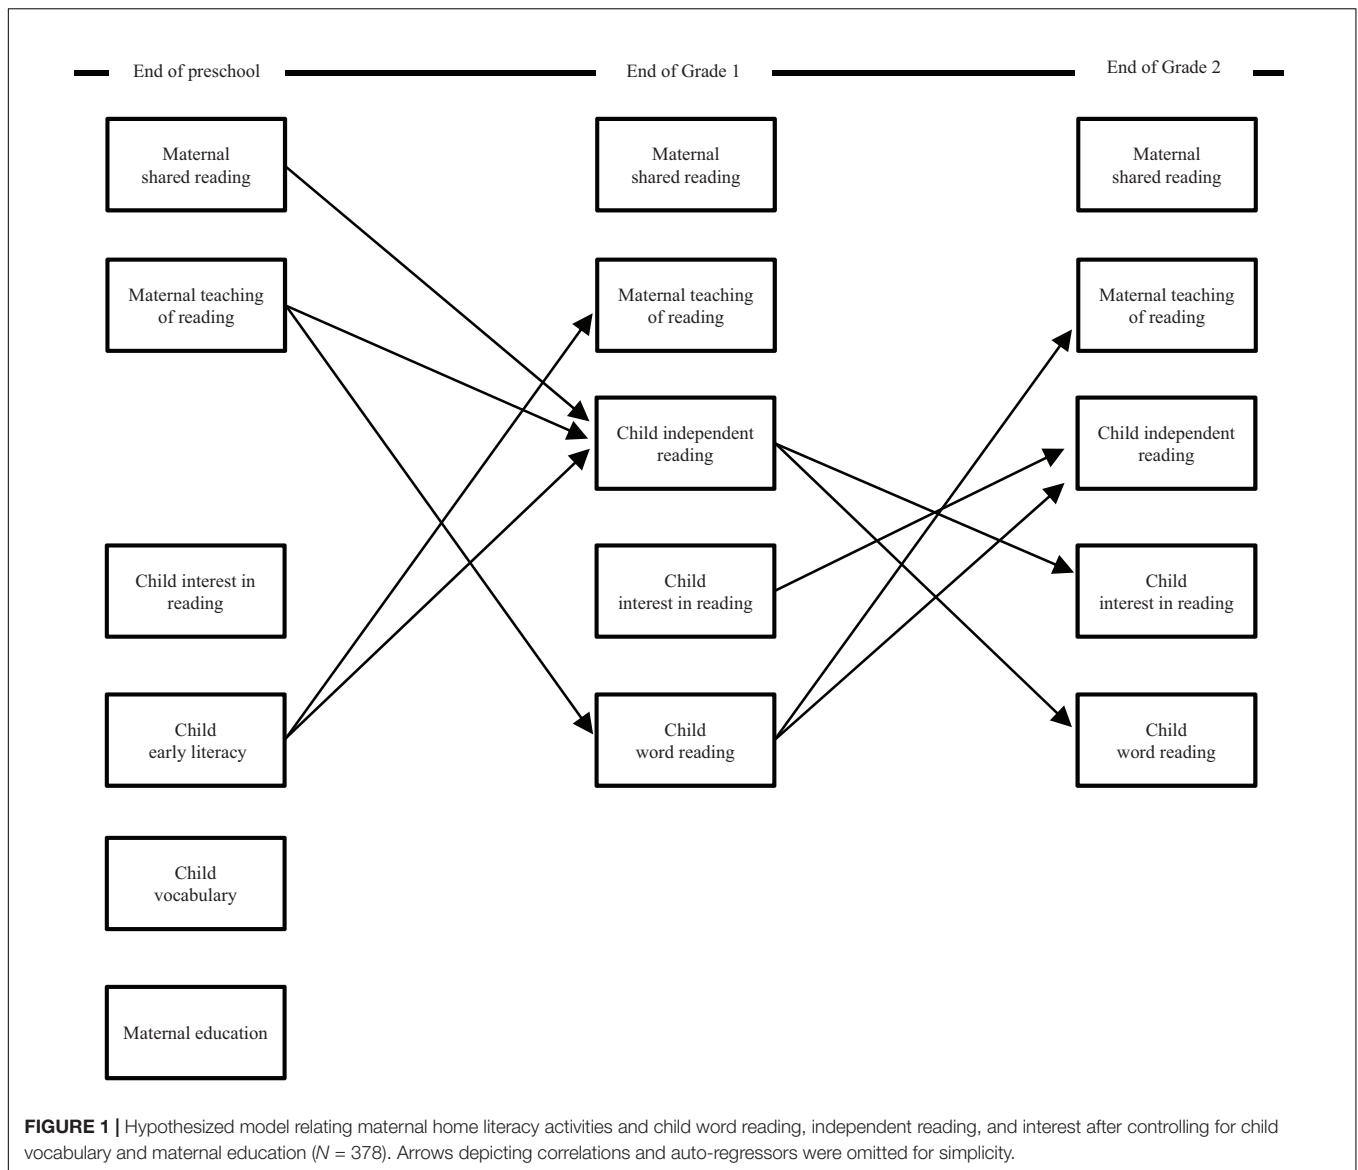 End of preschool
End of Grade 1
End of Grade 2
Maternal
shared reading
Maternal
shared reading
Maternal
shared reading
Maternal teaching
of reading
Maternal teaching
of reading
Maternal teaching
of reading
Child independent
reading
Child independent
reading
Child interest in
reading
Child
interest in reading
Child
interest in reading
Child
early literacy
Child
word reading
Child
word reading
Child
vocabulary
Maternal education
FIGURE 1 | Hypothesized model relating maternal home literacy activities and child word reading, independent reading, and interest after controlling for child
vocabulary and maternal education (N = 378). Arrows depicting correlations and auto-regressors were omitted for simplicity.